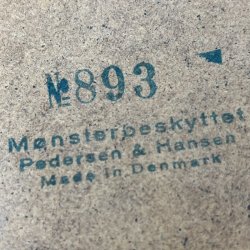 №893
Mønsterbeskyttet
Pedersen & Hansen
Made in Denmark